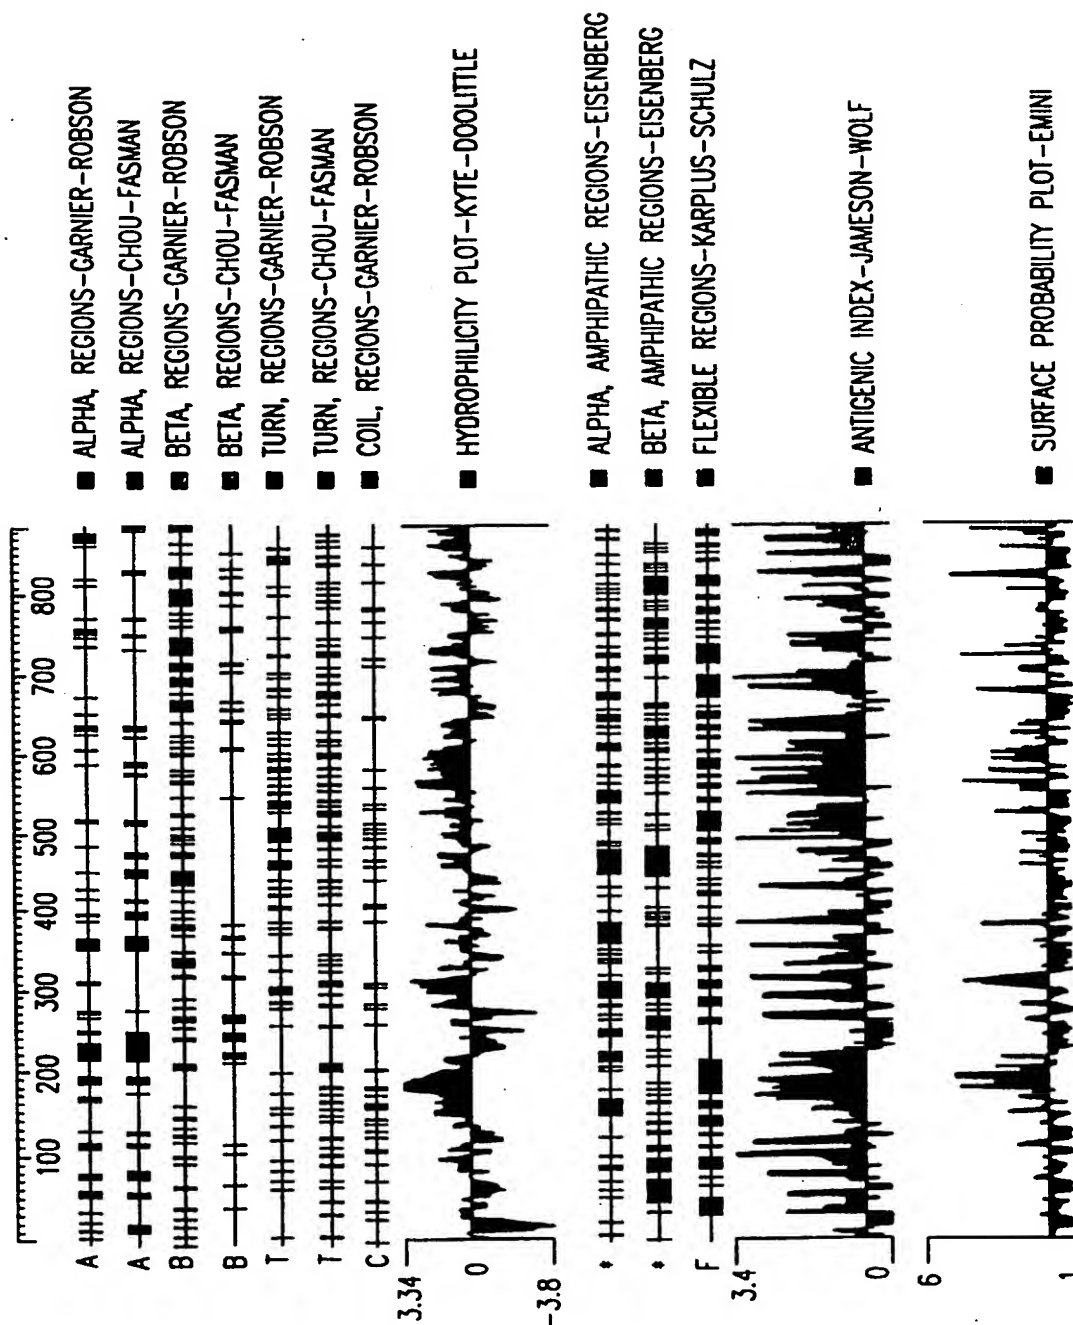 100 200 300 400 500 600 700 800
A ■ ALPHA, REGIONS-GARNIER-ROBSON
A ■ ALPHA, REGIONS-CHOU-FASMAN
B ■ BETA, REGIONS-GARNIER-ROBSON
B ■ BETA, REGIONS-CHOU-FASMAN
T ■ TURN, REGIONS-GARNIER-ROBSON
T ■ TURN, REGIONS-CHOU-FASMAN
C ■ COIL, REGIONS-GARNIER-ROBSON
3.34
0 ■ HYDROPHILICITY PLOT-KYTE-DOOLITTLE
-3.8
* ■ ALPHA, AMPHIPATHIC REGIONS-EISENBERG
* ■ BETA, AMPHIPATHIC REGIONS-EISENBERG
F ■ FLEXIBLE REGIONS-KARPLUS-SCHULZ
3.4
■ ANTIGENIC INDEX-JAMESON-WOLF
0
6
■ SURFACE PROBABILITY PLOT-EMINI
1